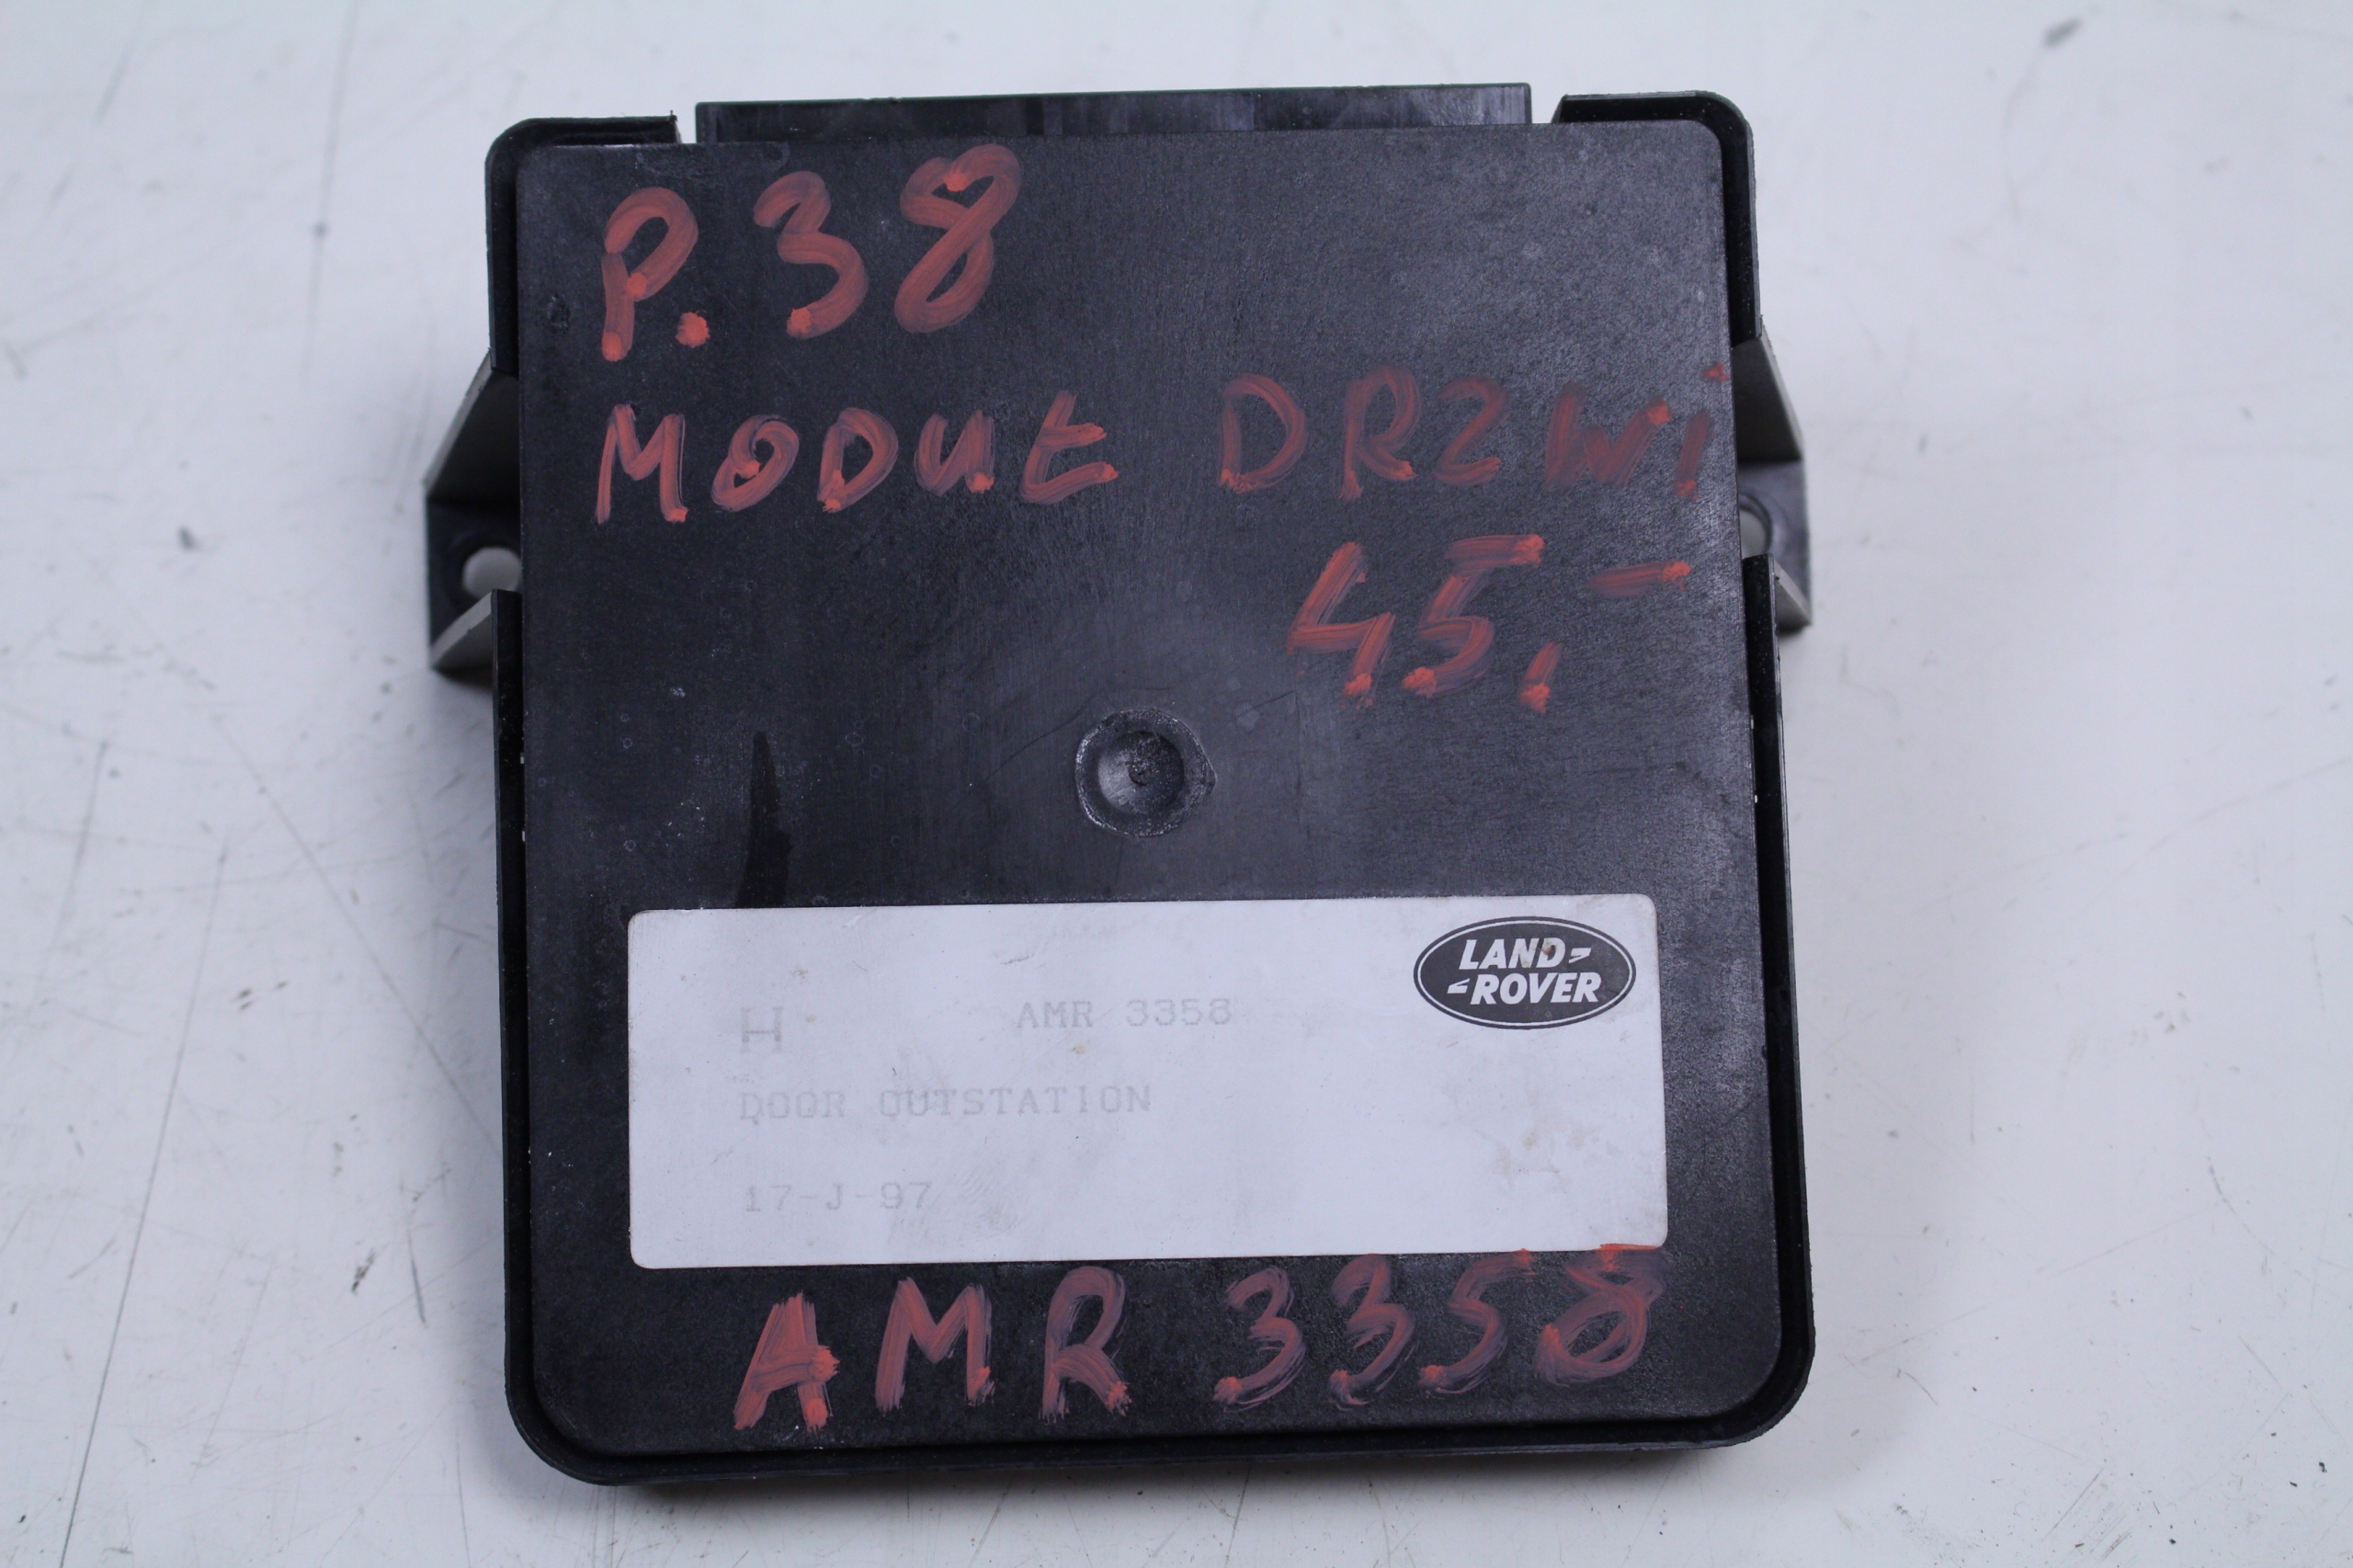 P.38
MODUŁ DRZWI
45,-
LAND-
-ROVER
H AMR 3358
DOOR OUTSTATION
17-J-97
AMR 3358